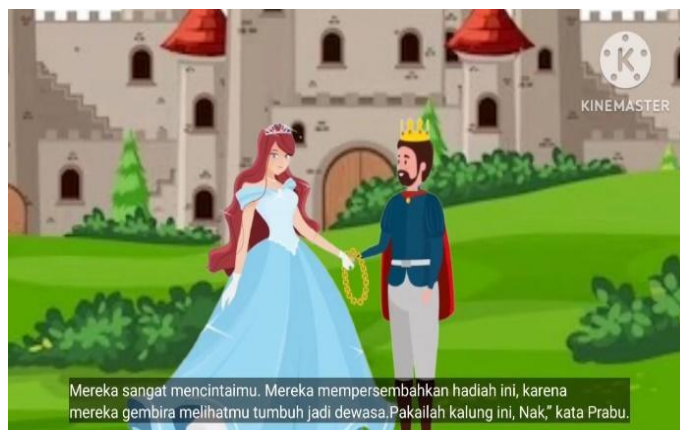 KINEMASTER
Mereka sangat mencintaimu. Mereka mempersembahkan hadiah ini, karena
mereka gembira melihatmu tumbuh jadi dewasa.Pakailah kalung ini, Nak,” kata Prabu.